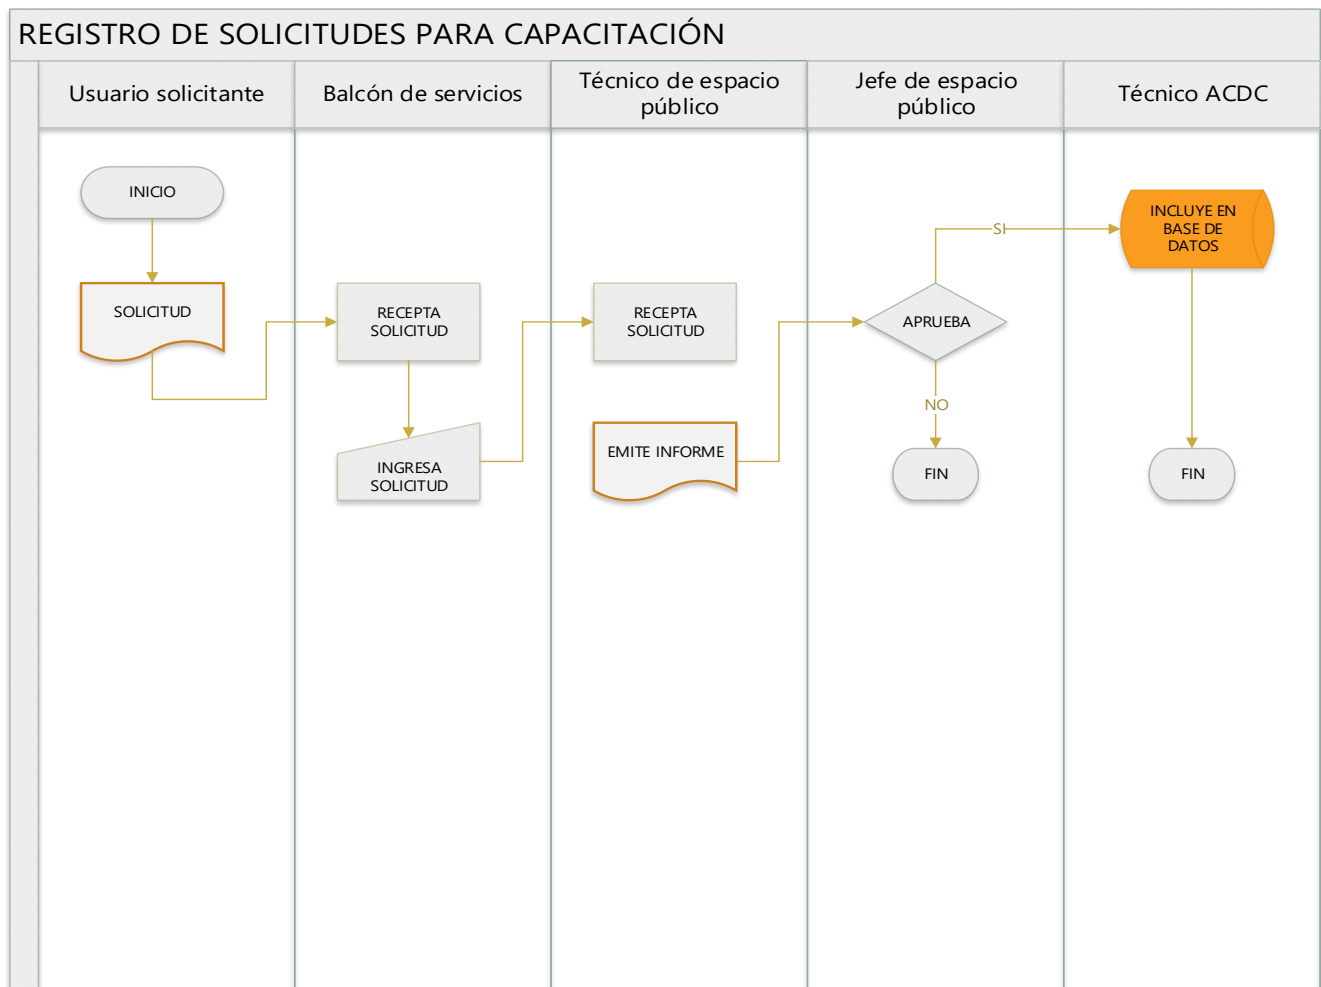 REGISTRO DE SOLICITUDES PARA CAPACITACIÓN
Usuario solicitante
Balcón de servicios
Técnico de espacio
público
Jefe de espacio
público
Técnico ACDC
INICIO
SOLICITUD
RECEPTA
SOLICITUD
INGRESA
SOLICITUD
RECEPTA
SOLICITUD
EMITE INFORME
APRUEBA
SI
NO
FIN
INCLUYE EN
BASE DE
DATOS
FIN